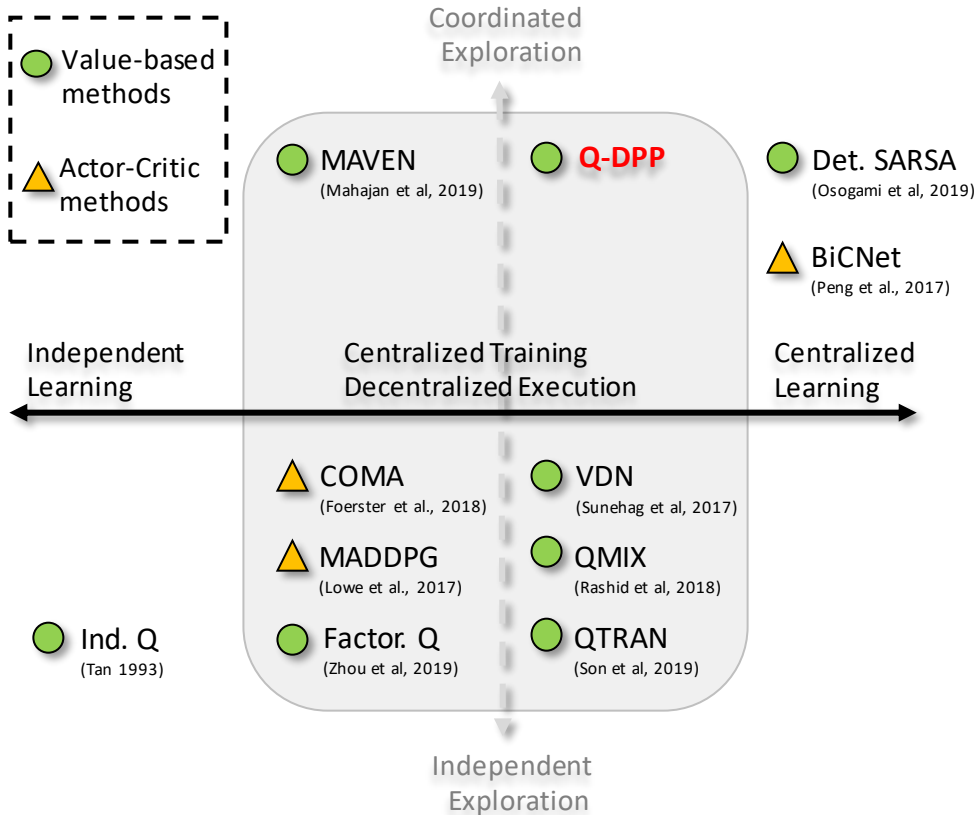 Coordinated
Exploration
Value-based
methods
Actor-Critic
methods
MAVEN
(Mahajan et al, 2019)
Q-DPP
Det. SARSA
(Osogami et al, 2019)
BiCNet
(Peng et al., 2017)
Independent
Learning
Centralized Training
Decentralized Execution
Centralized
Learning
COMA
(Foerster et al., 2018)
VDN
(Sunehag et al, 2017)
MADDPG
(Lowe et al., 2017)
QMIX
(Rashid et al, 2018)
Ind. Q
(Tan 1993)
Factor. Q
(Zhou et al, 2019)
QTRAN
(Son et al, 2019)
Independent
Exploration